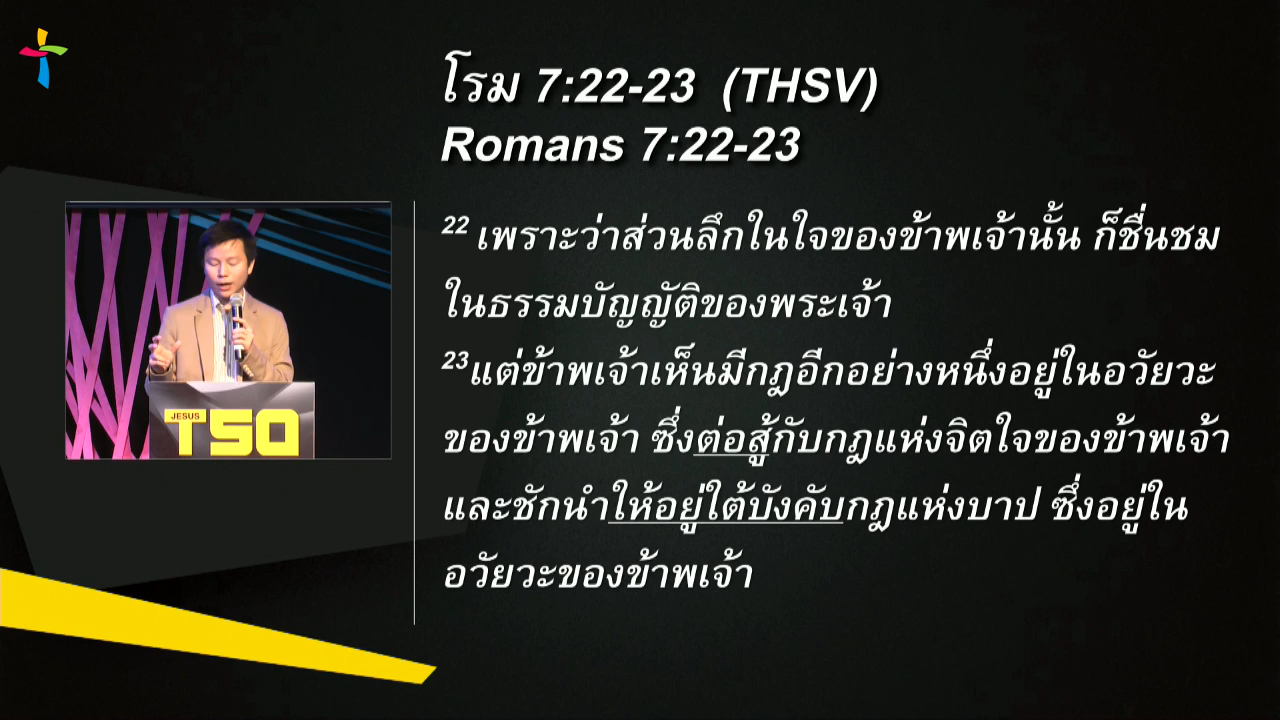 โรม 7:22-23 (THSV)
Romans 7:22-23
22 เพราะว่าส่วนลึกในใจของข้าพเจ้านั้น ก็ชื่นชม
ในธรรมบัญญัติของพระเจ้า
23แต่ข้าพเจ้าเห็นมีกฎอีกอย่างหนึ่งอยู่ในอวัยวะ
ของข้าพเจ้า ซึ่งต่อสู้กับกฎแห่งจิตใจของข้าพเจ้า
และชักนำให้อยู่ใต้บังคับกฎแห่งบาป ซึ่งอยู่ใน
อวัยวะของข้าพเจ้า
JESUS
TSO